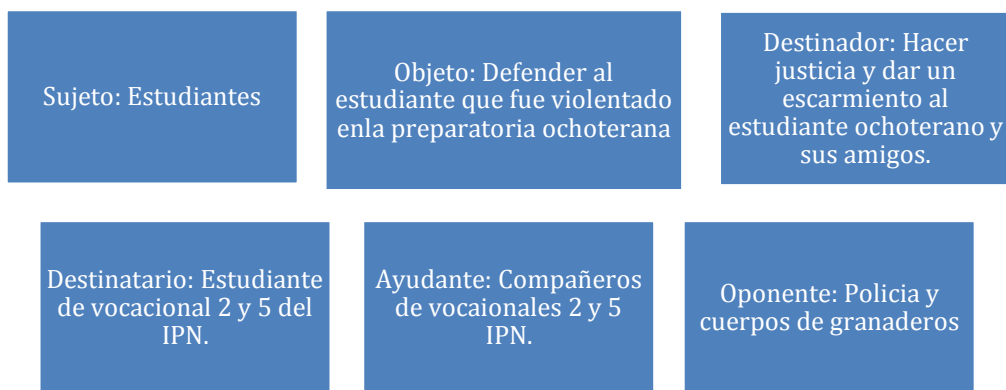 Sujeto: Estudiantes
Objeto: Defender al
estudiante que fue violentado
enla preparatoria ochoterana
Destinador: Hacer
justicia y dar un
escarmiento al
estudiante ochoterano y
sus amigos.
Destinatario: Estudiante
de vocacional 2 y 5 del
IPN.
Ayudante: Compañeros
de vocaionales 2 y 5
IPN.
Oponente: Policia y
cuerpos de granaderos